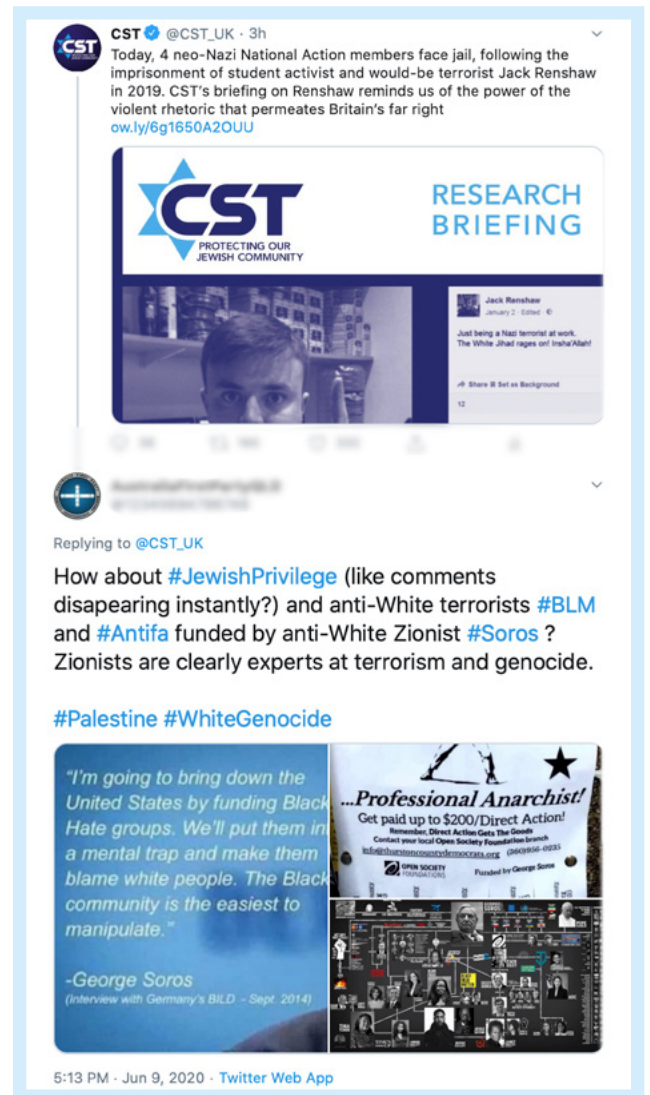 CST @CST_UK · 3h
Today, 4 neo-Nazi National Action members face jail, following the
imprisonment of student activist and would-be terrorist Jack Renshaw
in 2019. CST's briefing on Renshaw reminds us of the power of the
violent rhetoric that permeates Britain's far right
ow.ly/6g1650A2OUU
CST
PROTECTING OUR
JEWISH COMMUNITY
RESEARCH
BRIEFING
Jack Renshaw
January 2 · Edited
Just being a Nazi terrorist at work.
The White Jihad rages on! Insha'Allah!
Share Set as Background
12
Replying to @CST_UK
How about #JewishPrivilege (like comments
disapearing instantly?) and anti-White terrorists #BLM
and #Antifa funded by anti-White Zionist #Soros ?
Zionists are clearly experts at terrorism and genocide.
#Palestine #WhiteGenocide
"I'm going to bring down the
United States by funding Black
Hate groups. We'll put them in
a mental trap and make them
blame white people. The Black
community is the easiest to
manipulate."
-George Soros
(Interview with Germany's BILD - Sept. 2014)
...Professional Anarchist!
Get paid up to $200/Direct Action!
Remember, Direct Action Gets The Goods
Contact your local Open Society Foundation branch
info@thurstoncountydemocrats.org (360)956-0235
OPEN SOCIETY
FOUNDATIONS
Funded by George Soros
5:13 PM · Jun 9, 2020 · Twitter Web App